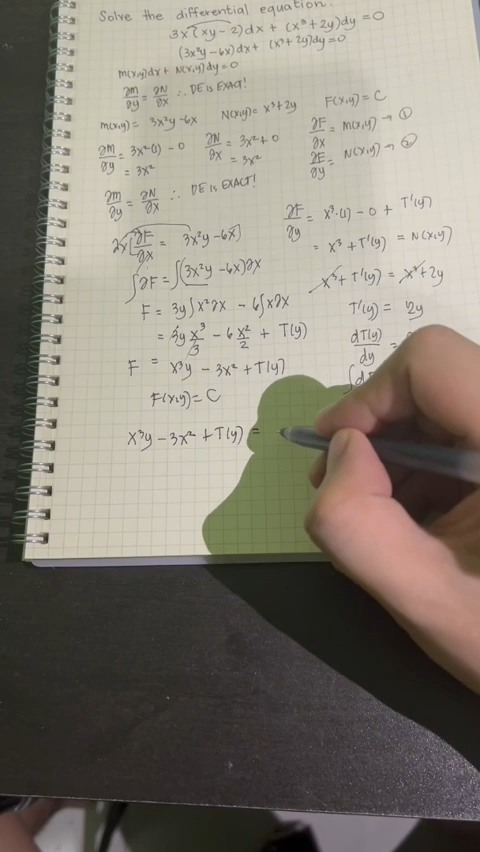 Solve the differential equation.
3x(xy-2)dx + (x³+2y)dy = 0
(3x²y-6x)dx + (x³+2y)dy = 0
M(x,y)dx + N(x,y)dy = 0
∂M/∂y = ∂N/∂x ∴ DE is EXACT!
M(x,y) = 3x²y-6x
N(x,y) = x³+2y
F(x,y) = C
∂M/∂y = 3x²(1) - 0
= 3x²
∂N/∂x = 3x²+0
= 3x²
∂F/∂x = M(x,y) → ①
∂F/∂y = N(x,y) → ②
∂M/∂y = ∂N/∂x ∴ DE is EXACT!
∂x[∂F/∂x = 3x²y-6x]
∫∂F = ∫(3x²y-6x)∂x
F = 3y∫x²∂x - 6∫x∂x
= 3y x³/3 - 6 x²/2 + T(y)
F = x³y - 3x² + T(y)
F(x,y) = C
x³y - 3x² + T(y) =
∂F/∂y = x³(1) - 0 + T'(y)
= x³ + T'(y) = N(x,y)
x³ + T'(y) = x³+2y
T'(y) = 2y
dT(y)/dy =